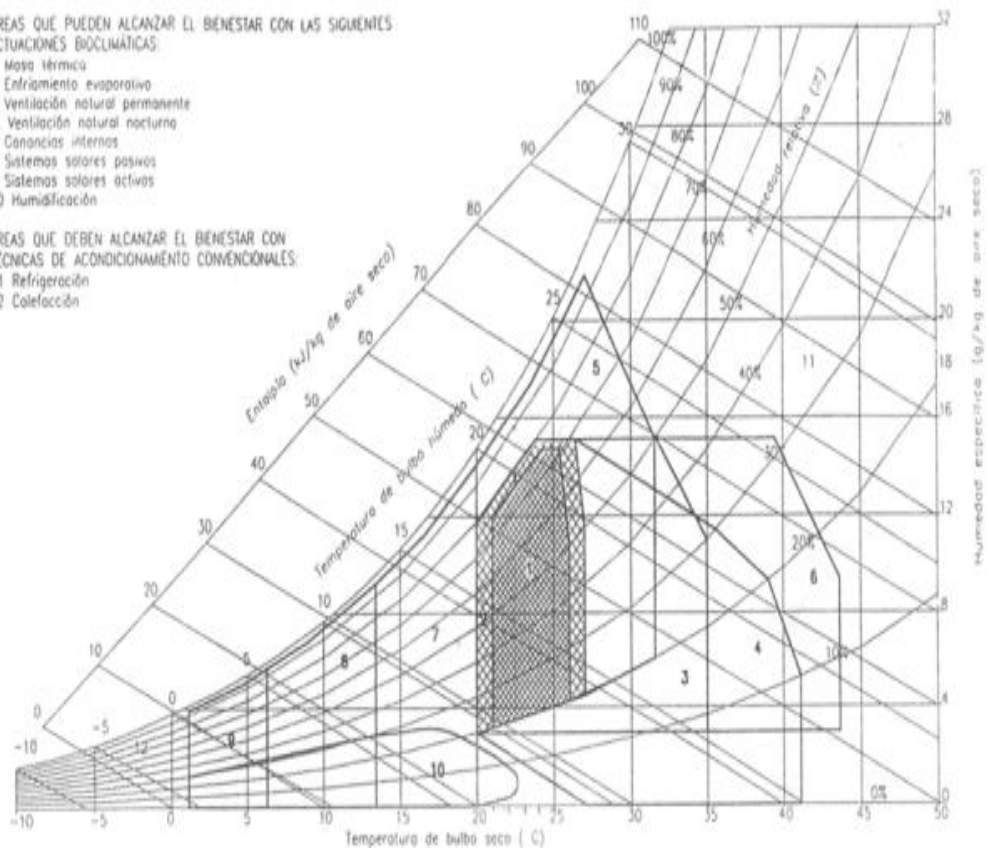 REAS QUE PUEDEN ALCANZAR EL BIENESTAR CON LAS SIGUIENTES
CTUACIONES BIOCLIMÁTICAS:
Masa térmica
Enfriamiento evaporativo
Ventilación natural permanente
Ventilación natural nocturna
Ganancias internas
Sistemas solares pasivos
Sistemas solares activos
0 Humidificación
REAS QUE DEBEN ALCANZAR EL BIENESTAR CON
ÉCNICAS DE ACONDICIONAMIENTO CONVENCIONALES:
1 Refrigeración
2 Calefacción
Entalpía (kJ/kg de aire seco)
0 10 20 30 40 50 60 70 80 90 100 110
Temperatura de bulbo húmedo ( C)
-10 -5 0 5 10 15 20 25 30
Humedad relativa (%)
100%
90%
80%
70%
60%
50%
40%
30
20%
10%
0%
5
11
1
2
7
8
9
6
4
3
10
12
32
28
24
20
18
16
12
8
4
0
Humedad específica (g/kg de aire seco)
-10 -5 0 5 10 15 20 25 30 35 40 45 50
Temperatura de bulbo seco ( C)